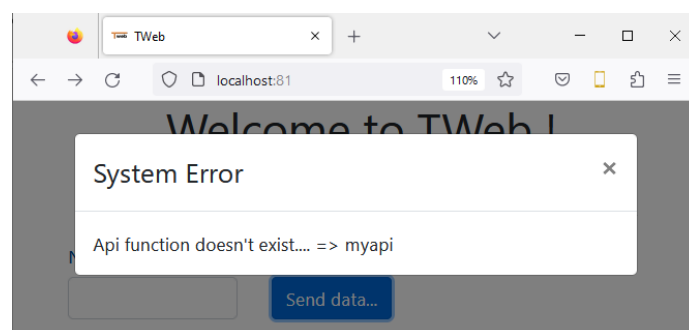 TWeb
localhost:81
110%
Welcome to TWeb !
System Error
×
Api function doesn't exist.... => myapi
N
Send data...